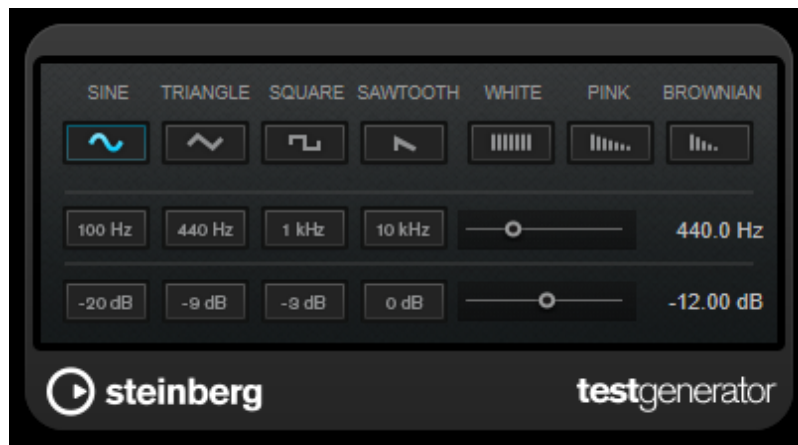 SINE TRIANGLE SQUARE SAWTOOTH WHITE PINK BROWNIAN
100 Hz 440 Hz 1 kHz 10 kHz 440.0 Hz
-20 dB -9 dB -3 dB 0 dB -12.00 dB
steinberg testgenerator